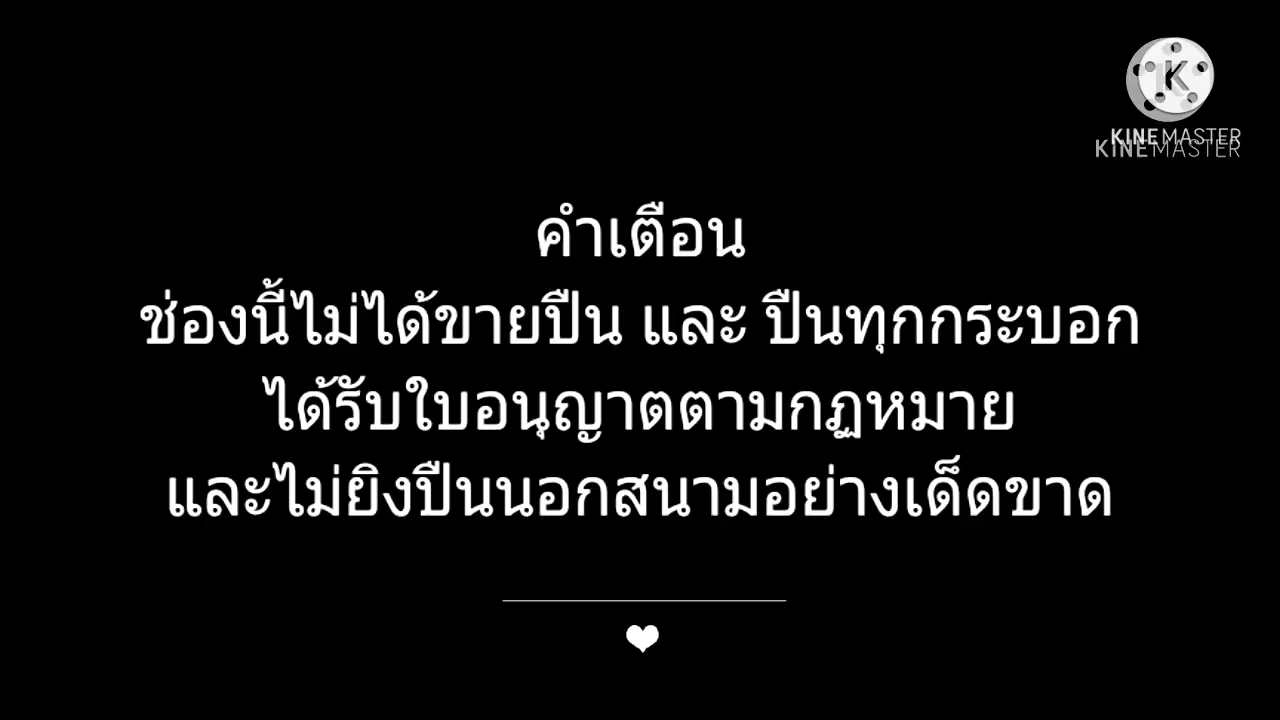 K
KINEMASTER
KINEMASTER
คำเตือน
ช่องนี้ไม่ได้ขายปืน และ ปืนทุกกระบอก
ได้รับใบอนุญาตตามกฏหมาย
และไม่ยิงปืนนอกสนามอย่างเด็ดขาด